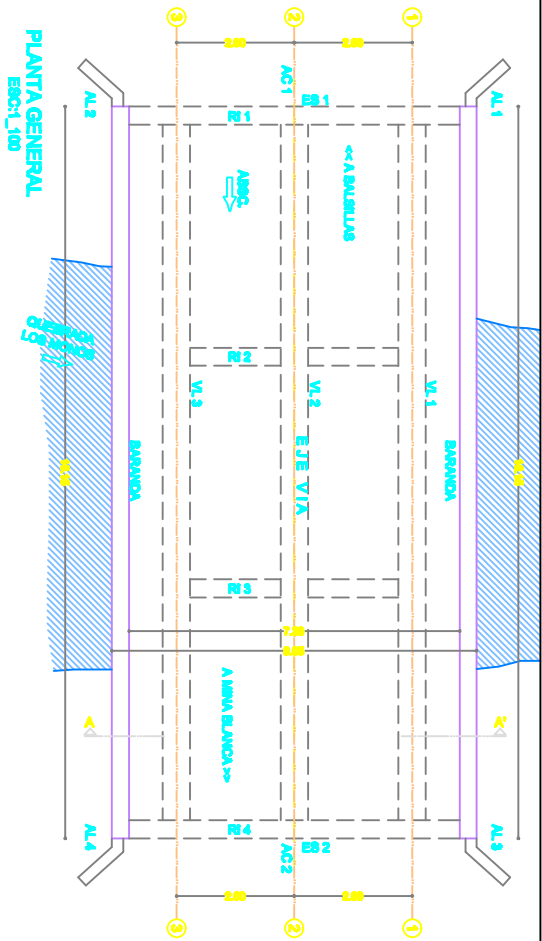 3
2
1
AL 2
AC 1
AL 1
ES 1
RI 1
<< A BALSILLAS
ABSC.
QUEBRADA
LOS MONOS
RI 2
VL 3
VL 2
VL 1
BARANDA
EJE VIA
BARANDA
RI 3
A MINA BLANCA >>
A
A'
RI 4
ES 2
AL 4
AC 2
AL 3
3
2
1
PLANTA GENERAL
ESC:1_100